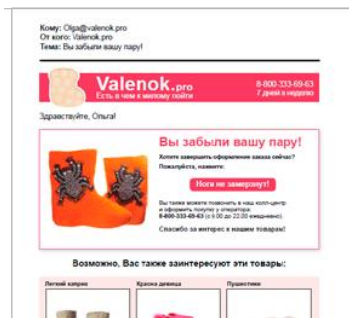 Кому: Olga@valenok.pro
От кого: Valenok.pro
Тема: Вы забыли вашу пару!
Valenok.pro
Есть в чем к милому пойти
8-800-333-69-63
7 дней в неделю
Здравствуйте, Ольга!
Вы забыли вашу пару!
Хотите завершить оформление заказа сейчас?
Пожалуйста, нажмите:
Ноги не замерзнут!
Вы также можете позвонить в наш колл-центр
и оформить покупку у оператора:
8-800-333-69-63 (с 9.00 до 22.00 ежедневно).
Спасибо за интерес к нашим товарам!
Возможно, Вас также заинтересуют эти товары:
Легкий каприз
Краса девица
Пушистики